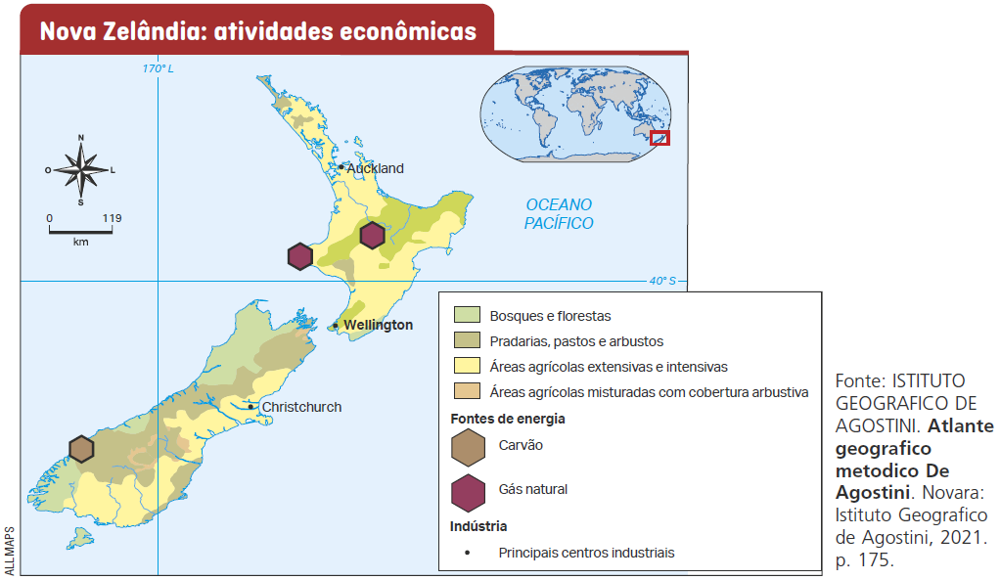 Nova Zelândia: atividades econômicas
170° L
N
O
L
S
0 119
km
Auckland
OCEANO
PACÍFICO
40° S
Wellington
Christchurch
Bosques e florestas
Pradarias, pastos e arbustos
Áreas agrícolas extensivas e intensivas
Áreas agrícolas misturadas com cobertura arbustiva
Fontes de energia
Carvão
Gás natural
Indústria
Principais centros industriais
ALLMAPS
Fonte: ISTITUTO
GEOGRAFICO DE
AGOSTINI. Atlante
geografico
metodico De
Agostini. Novara:
Istituto Geografico
de Agostini, 2021.
p. 175.